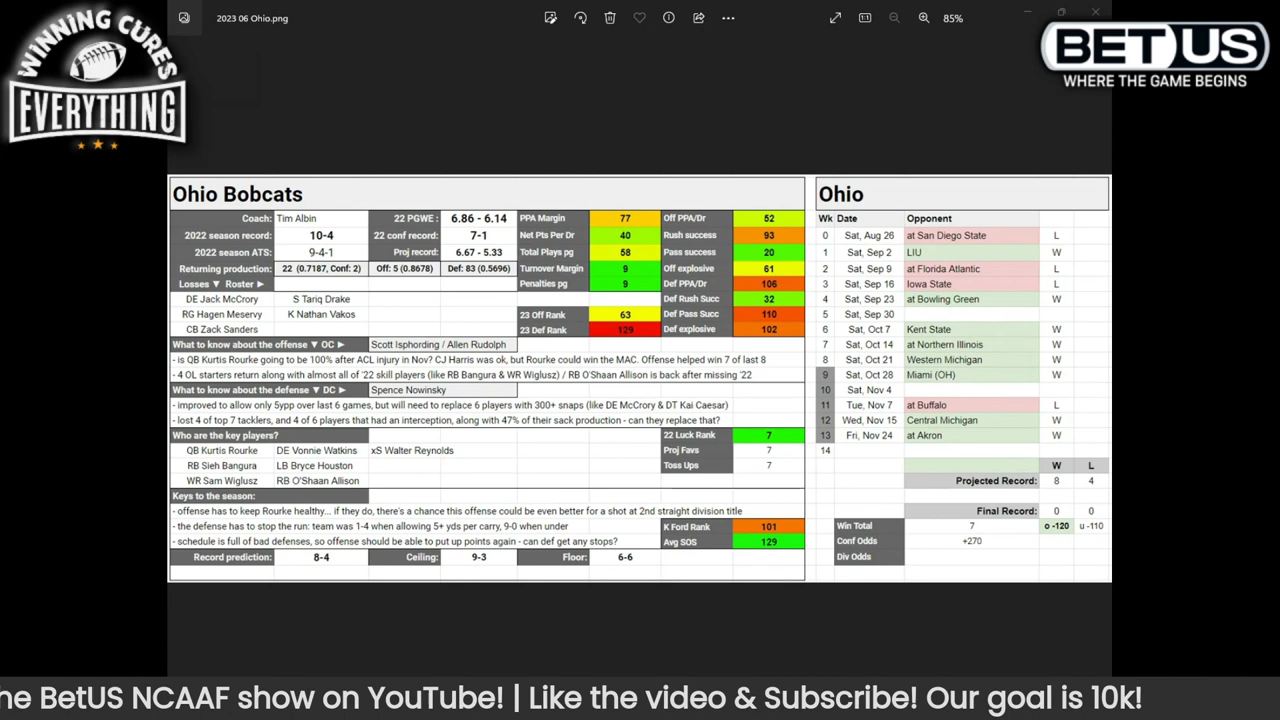 2023 06 Ohio.png
85%
WINNING CURES
EVERYTHING
BETUS
WHERE THE GAME BEGINS
Ohio Bobcats
Coach: Tim Albin 22 PGWE : 6.86 - 6.14 PPA Margin 77 Off PPA/Dr 52
2022 season record: 10-4 22 conf record: 7-1 Net Pts Per Dr 40 Rush success 93
2022 season ATS: 9-4-1 Proj record: 6.67 - 5.33 Total Plays pg 58 Pass success 20
Returning production: 22 (0.7187, Conf: 2) Off: 5 (0.8678) Def: 83 (0.5696) Turnover Margin 9 Off explosive 61
Losses ▼ Roster ► Penalties pg 9 Def PPA/Dr 106
DE Jack McCrory S Tariq Drake Def Rush Succ 32
RG Hagen Meservy K Nathan Vakos 23 Off Rank 63 Def Pass Succ 110
CB Zack Sanders 23 Def Rank 129 Def explosive 102
What to know about the offense ▼ OC ► Scott Isphording / Allen Rudolph
- is QB Kurtis Rourke going to be 100% after ACL injury in Nov? CJ Harris was ok, but Rourke could win the MAC. Offense helped win 7 of last 8
- 4 OL starters return along with almost all of '22 skill players (like RB Bangura & WR Wiglusz) / RB O'Shaan Allison is back after missing '22
What to know about the defense ▼ DC ► Spence Nowinsky
- improved to allow only 5ypp over last 6 games, but will need to replace 6 players with 300+ snaps (like DE McCrory & DT Kai Caesar)
- lost 4 of top 7 tacklers, and 4 of 6 players that had an interception, along with 47% of their sack production - can they replace that?
Who are the key players? 22 Luck Rank 7
QB Kurtis Rourke DE Vonnie Watkins xS Walter Reynolds Proj Favs 7
RB Sieh Bangura LB Bryce Houston Toss Ups 7
WR Sam Wiglusz RB O'Shaan Allison
Keys to the season:
- offense has to keep Rourke healthy... if they do, there's a chance this offense could be even better for a shot at 2nd straight division title
- the defense has to stop the run: team was 1-4 when allowing 5+ yds per carry, 9-0 when under K Ford Rank 101
- schedule is full of bad defenses, so offense should be able to put up points again - can def get any stops? Avg SOS 129
Record prediction: 8-4 Ceiling: 9-3 Floor: 6-6
Ohio
Wk Date Opponent
0 Sat, Aug 26 at San Diego State L
1 Sat, Sep 2 LIU W
2 Sat, Sep 9 at Florida Atlantic L
3 Sat, Sep 16 Iowa State L
4 Sat, Sep 23 at Bowling Green W
5 Sat, Sep 30
6 Sat, Oct 7 Kent State W
7 Sat, Oct 14 at Northern Illinois W
8 Sat, Oct 21 Western Michigan W
9 Sat, Oct 28 Miami (OH) W
10 Sat, Nov 4
11 Tue, Nov 7 at Buffalo L
12 Wed, Nov 15 Central Michigan W
13 Fri, Nov 24 at Akron W
14
W L
Projected Record: 8 4
Final Record: 0 0
Win Total 7 o -120 u -110
Conf Odds +270
Div Odds
he BetUS NCAAF show on YouTube! | Like the video & Subscribe! Our goal is 10k!